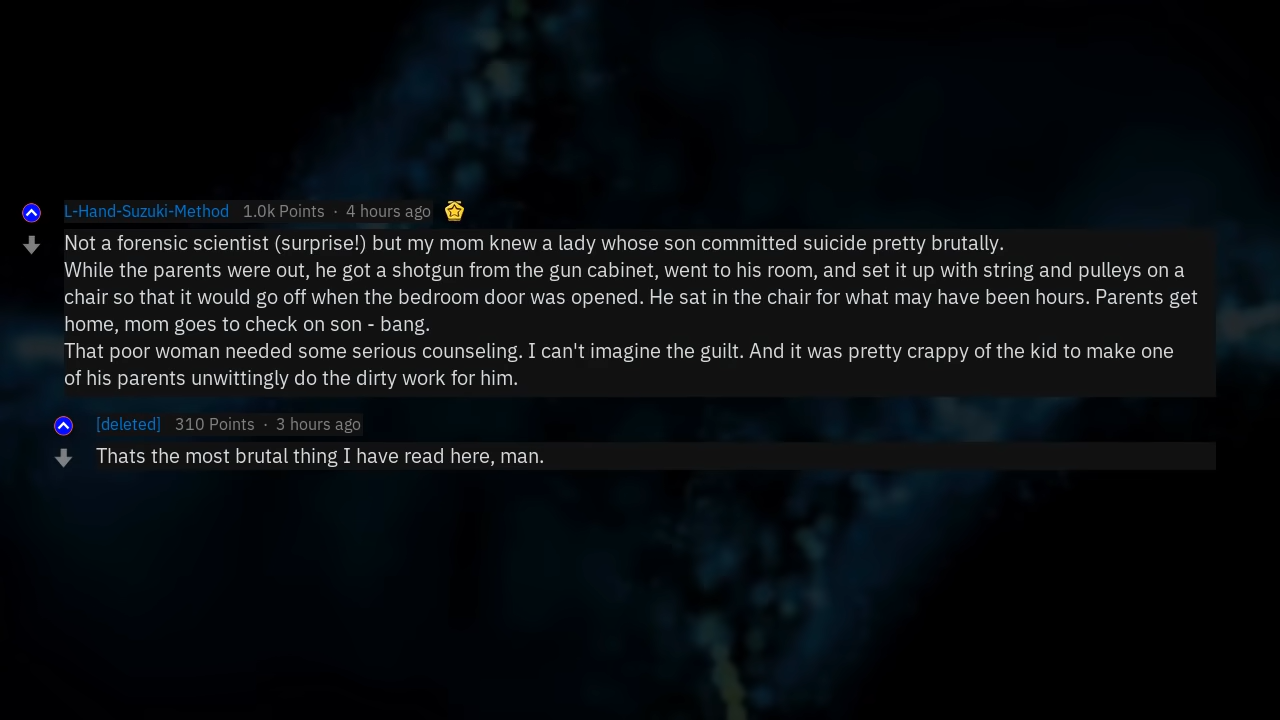 L-Hand-Suzuki-Method 1.0k Points · 4 hours ago
Not a forensic scientist (surprise!) but my mom knew a lady whose son committed suicide pretty brutally.
While the parents were out, he got a shotgun from the gun cabinet, went to his room, and set it up with string and pulleys on a
chair so that it would go off when the bedroom door was opened. He sat in the chair for what may have been hours. Parents get
home, mom goes to check on son - bang.
That poor woman needed some serious counseling. I can't imagine the guilt. And it was pretty crappy of the kid to make one
of his parents unwittingly do the dirty work for him.
[deleted] 310 Points · 3 hours ago
Thats the most brutal thing I have read here, man.